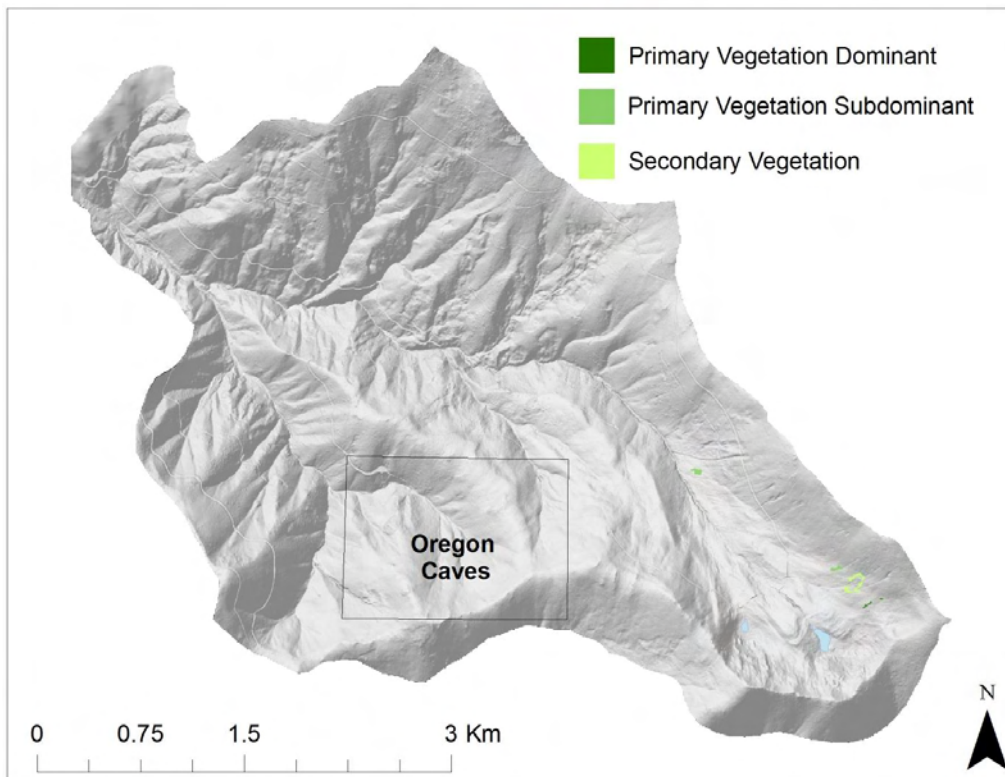 Primary Vegetation Dominant
Primary Vegetation Subdominant
Secondary Vegetation
Oregon
Caves
N
0 0.75 1.5 3 Km